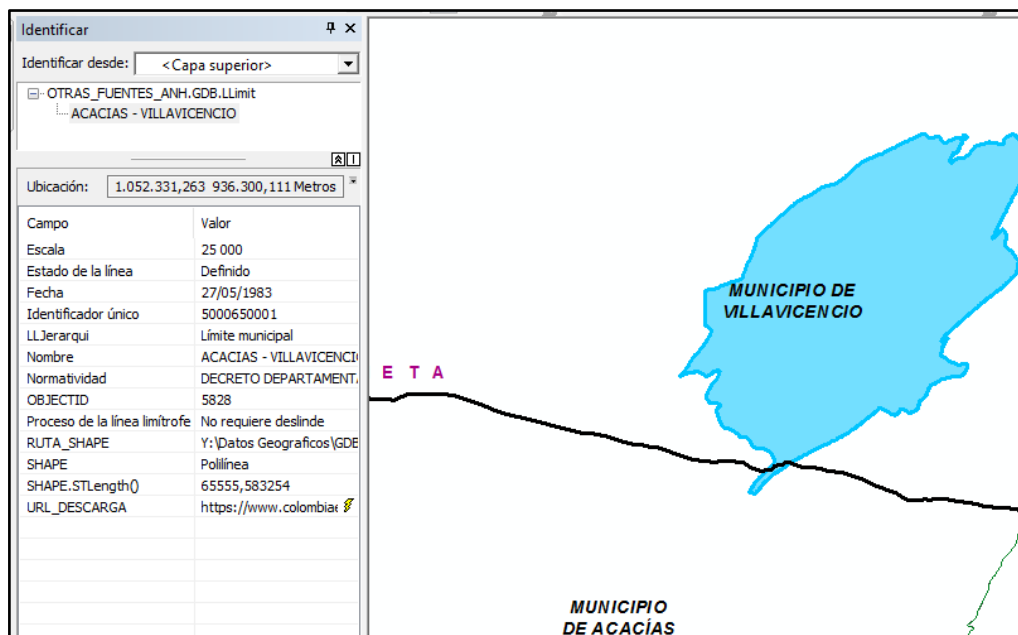 Identificar
Identificar desde: <Capa superior>
OTRAS_FUENTES_ANH.GDB.LLimit
ACACIAS - VILLAVICENCIO
Ubicación: 1.052.331,263 936.300,111 Metros
Campo Valor
Escala 25 000
Estado de la línea Definido
Fecha 27/05/1983
Identificador único 5000650001
LLJerarqui Límite municipal
Nombre ACACIAS - VILLAVICENCI
Normatividad DECRETO DEPARTAMENT
OBJECTID 5828
Proceso de la línea limítrofe No requiere deslinde
RUTA_SHAPE Y:\Datos Geograficos\GDB
SHAPE Polilínea
SHAPE.STLength() 65555,583254
URL_DESCARGA https://www.colombiae
MUNICIPIO DE
VILLAVICENCIO
E T A
MUNICIPIO
DE ACACÍAS